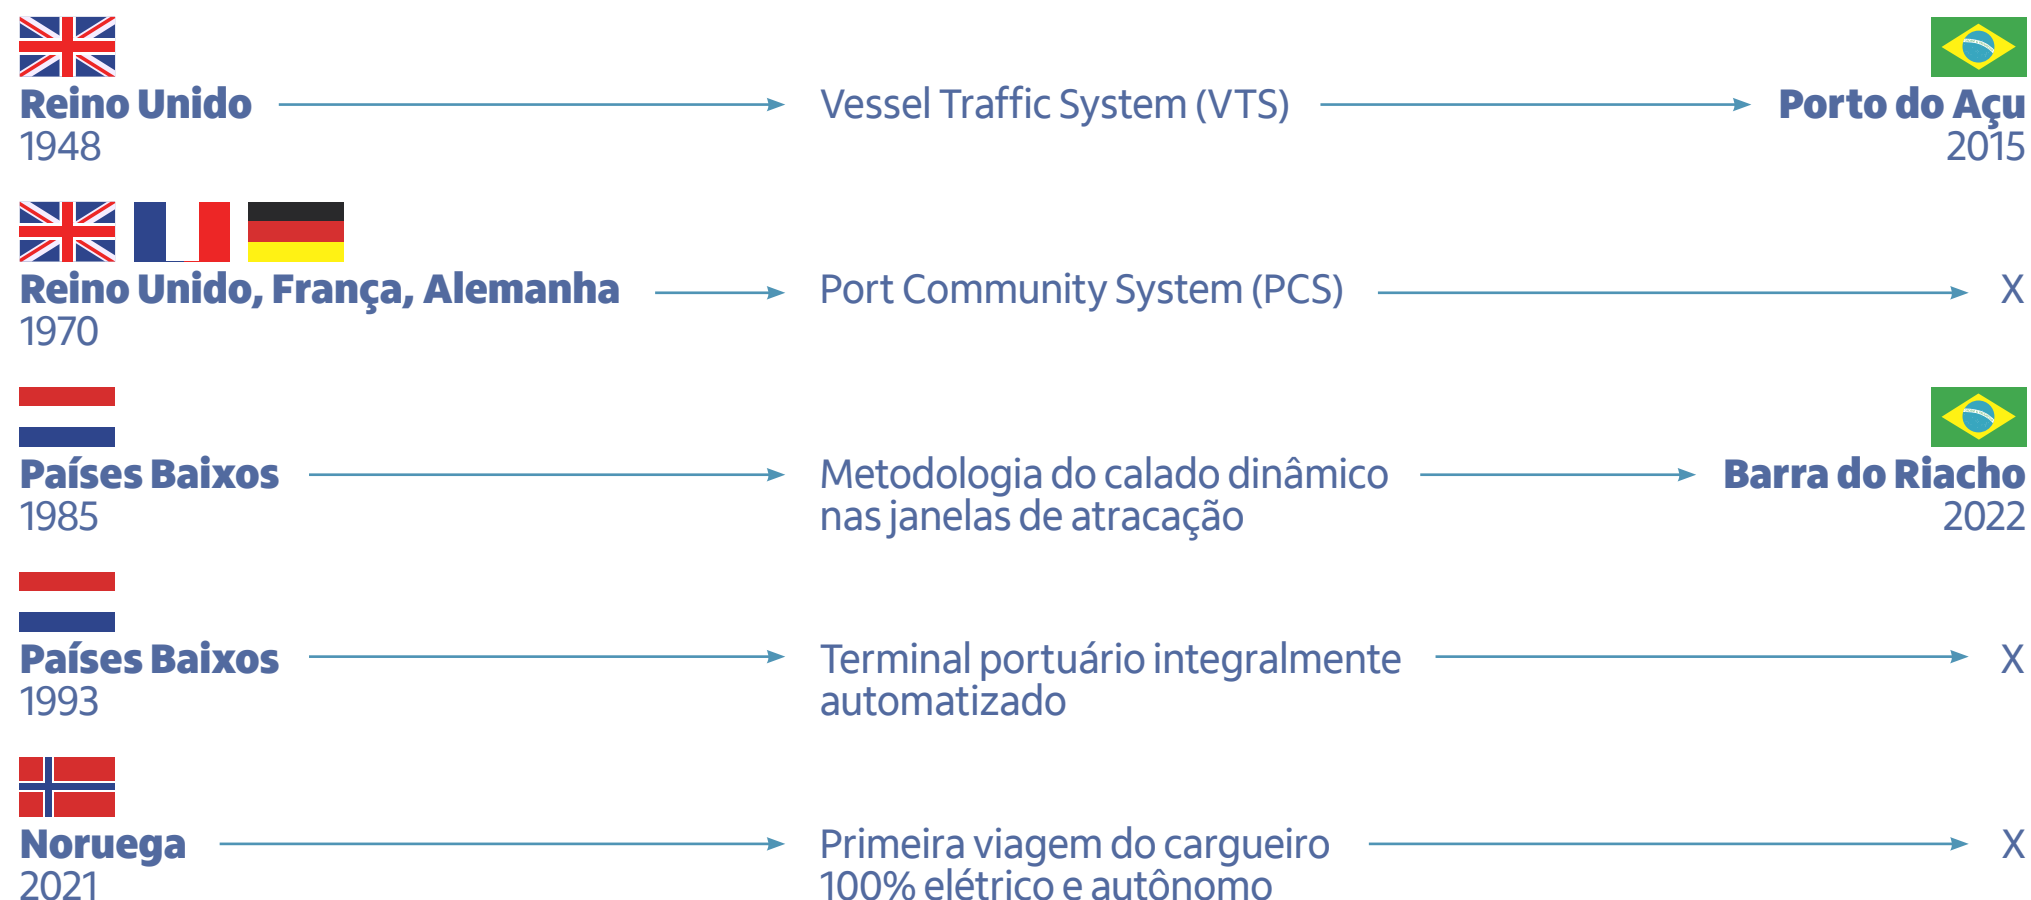 Reino Unido
1948
Vessel Traffic System (VTS)
Porto do Açu
2015
Reino Unido, França, Alemanha
1970
Port Community System (PCS)
X
Países Baixos
1985
Metodologia do calado dinâmico
nas janelas de atracação
Barra do Riacho
2022
Países Baixos
1993
Terminal portuário integralmente
automatizado
X
Noruega
2021
Primeira viagem do cargueiro
100% elétrico e autônomo
X